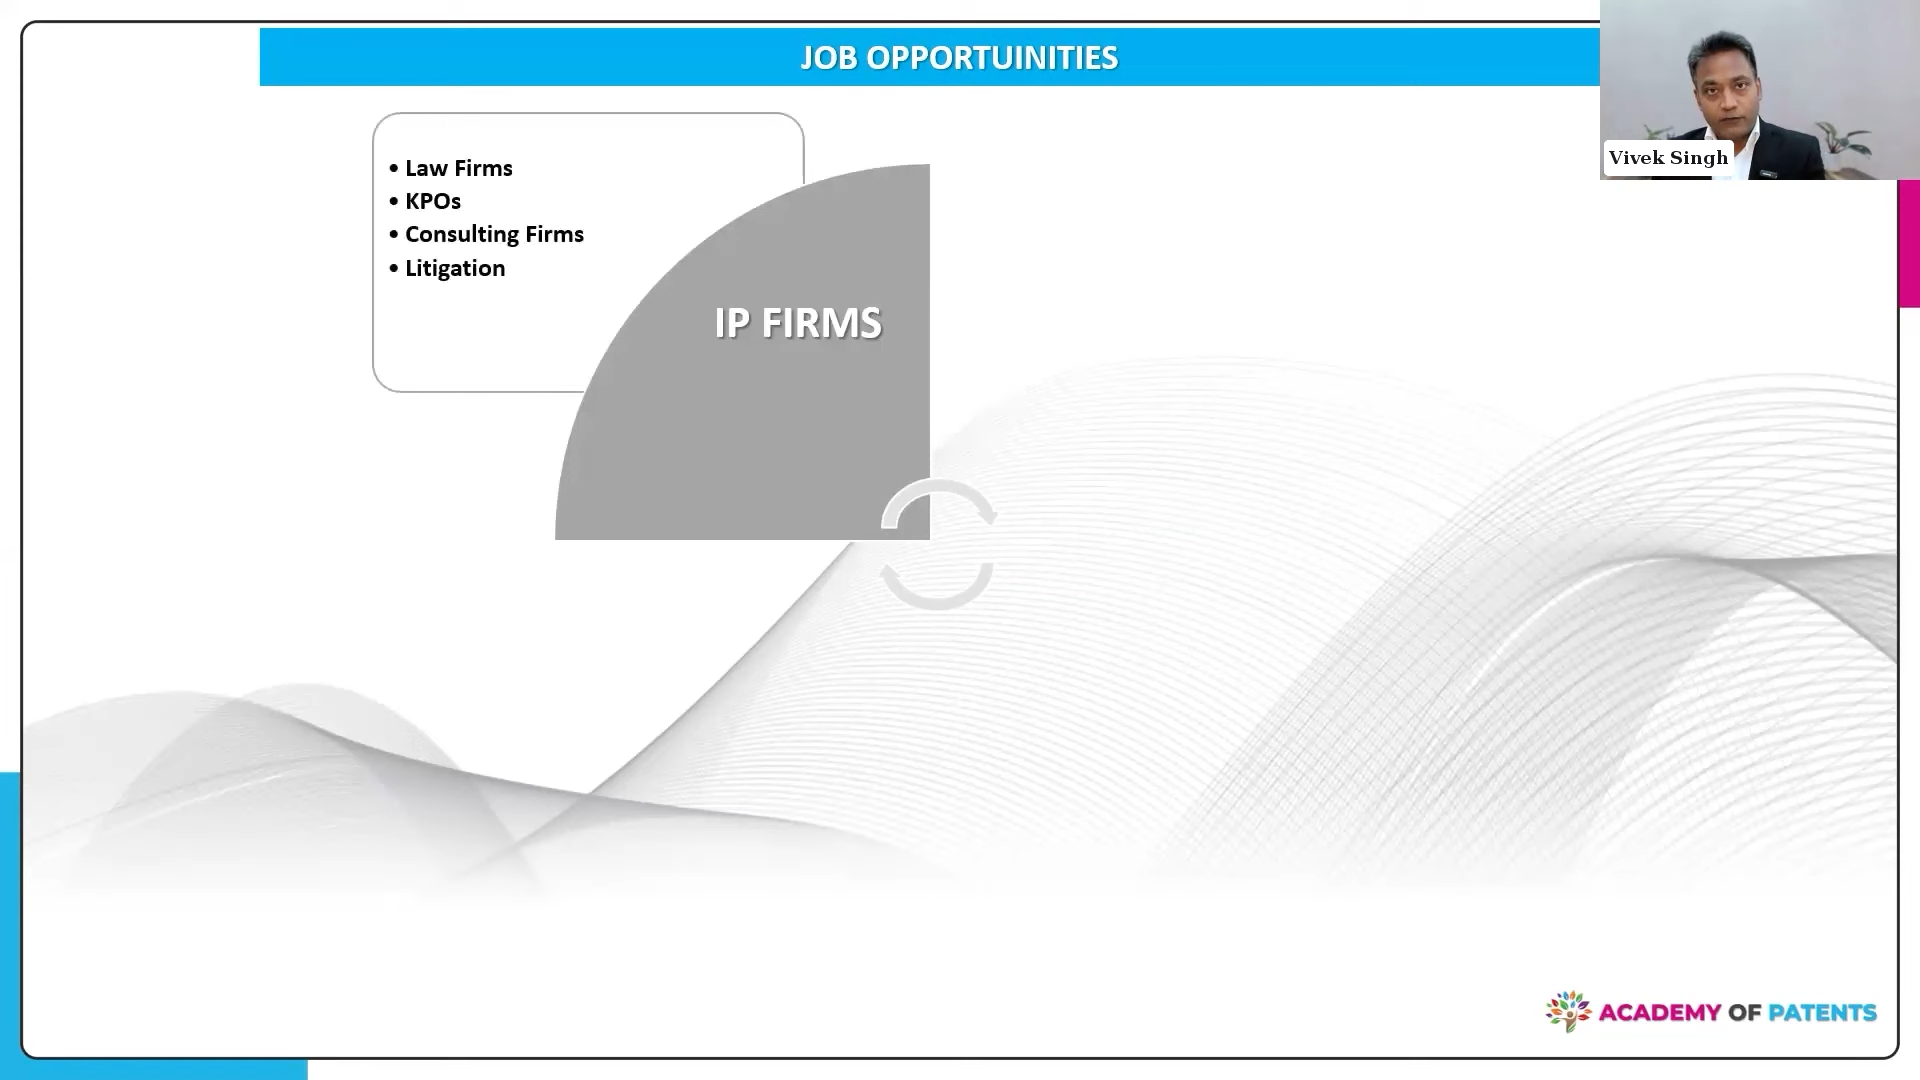 JOB OPPORTUINITIES
Vivek Singh
• Law Firms
• KPOs
• Consulting Firms
• Litigation
IP FIRMS
ACADEMY OF PATENTS